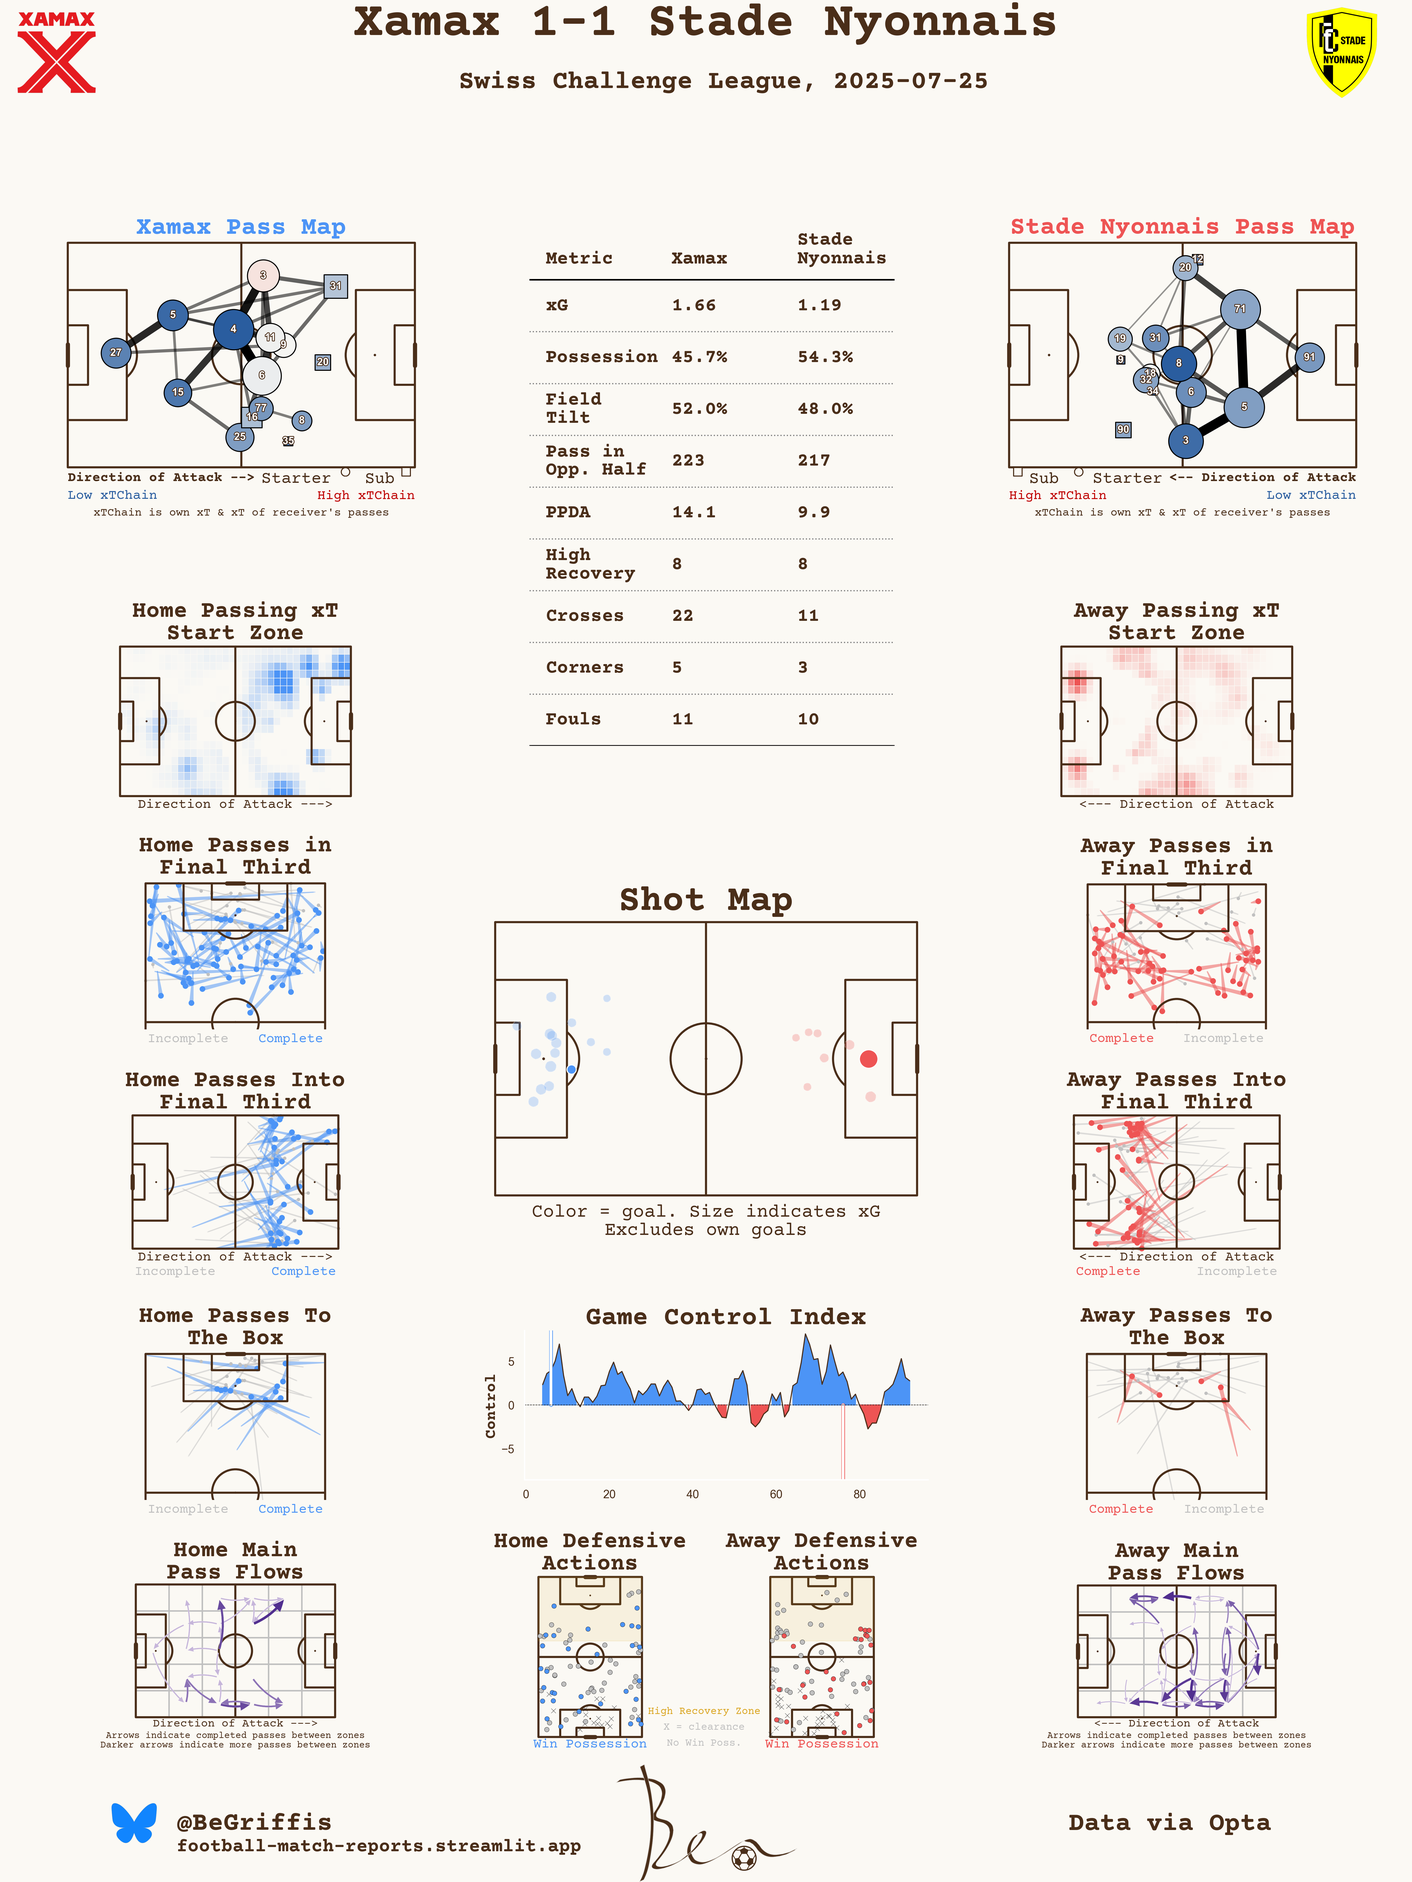 Xamax 1-1 Stade Nyonnais
Swiss Challenge League, 2025-07-25
XAMAX
STADE
NYONNAIS
Xamax Pass Map
3
31
5
4
11
9
27
20
15
6
77
16
8
25
35
Direction of Attack --> Starter Sub
Low xTChain High xTChain
xTChain is own xT & xT of receiver's passes
Metric Xamax Stade Nyonnais
xG 1.66 1.19
Possession 45.7% 54.3%
Field Tilt 52.0% 48.0%
Pass in Opp. Half 223 217
PPDA 14.1 9.9
High Recovery 8 8
Crosses 22 11
Corners 5 3
Fouls 11 10
Stade Nyonnais Pass Map
12
20
71
19
31
9
8
91
18
32
34
6
5
90
3
Sub Starter <-- Direction of Attack
High xTChain Low xTChain
xTChain is own xT & xT of receiver's passes
Home Passing xT
Start Zone
Direction of Attack --->
Away Passing xT
Start Zone
<--- Direction of Attack
Home Passes in
Final Third
Incomplete Complete
Away Passes in
Final Third
Complete Incomplete
Shot Map
Color = goal. Size indicates xG
Excludes own goals
Home Passes Into
Final Third
Direction of Attack --->
Incomplete Complete
Away Passes Into
Final Third
<--- Direction of Attack
Complete Incomplete
Home Passes To
The Box
Incomplete Complete
Game Control Index
Control
5
0
−5
0 20 40 60 80
Away Passes To
The Box
Complete Incomplete
Home Main
Pass Flows
Direction of Attack --->
Arrows indicate completed passes between zones
Darker arrows indicate more passes between zones
Home Defensive
Actions
Win Possession
High Recovery Zone
X = clearance
No Win Poss.
Away Defensive
Actions
Win Possession
Away Main
Pass Flows
<--- Direction of Attack
Arrows indicate completed passes between zones
Darker arrows indicate more passes between zones
@BeGriffis
football-match-reports.streamlit.app
Ben
Data via Opta